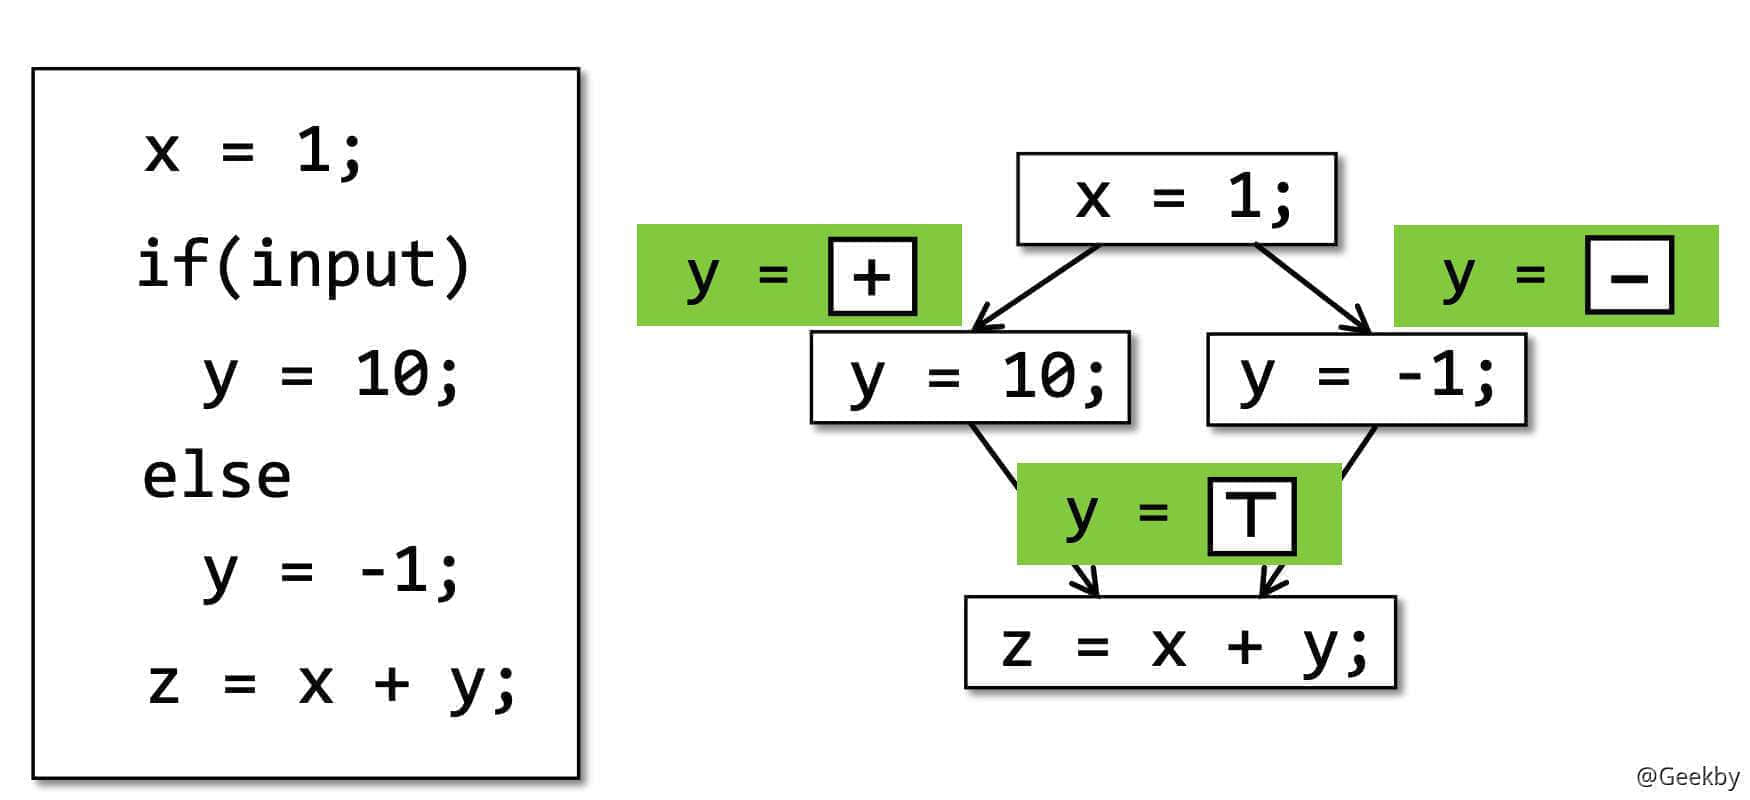 x = 1;
if(input)
y = 10;
else
y = -1;
z = x + y;
x = 1;
y = +
y = −
y = 10;
y = -1;
y = ⊤
z = x + y;
@Geekby